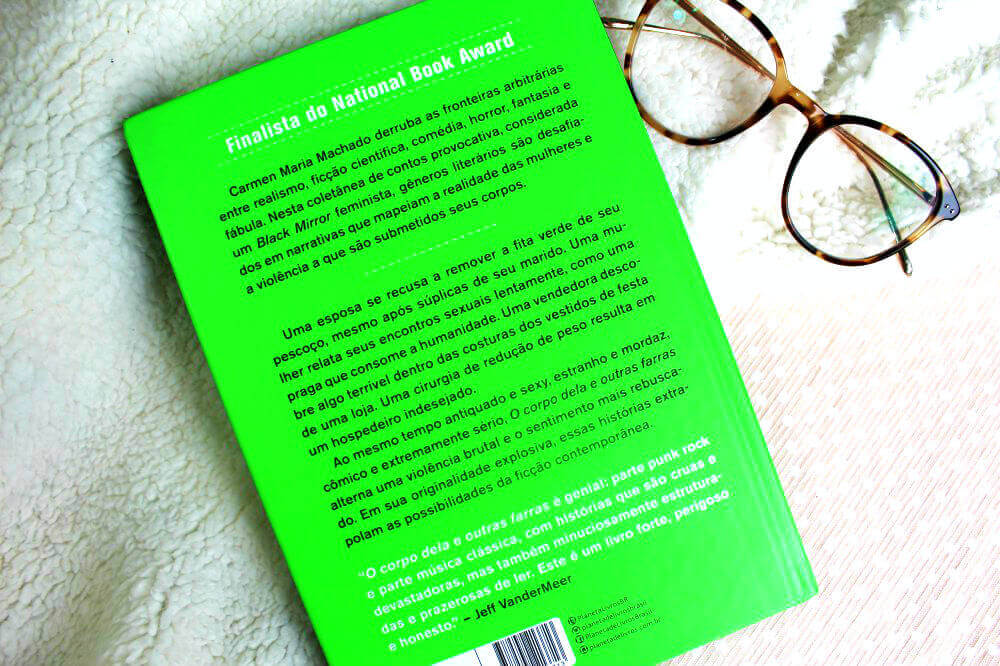 Finalista do National Book Award
Carmen Maria Machado derruba as fronteiras arbitrárias
entre realismo, ficção científica, comédia, horror, fantasia e
fábula. Nesta coletânea de contos provocativa, considerada
um Black Mirror feminista, gêneros literários são desafia-
dos em narrativas que mapeiam a realidade das mulheres e
a violência a que são submetidos seus corpos.
Uma esposa se recusa a remover a fita verde de seu
pescoço, mesmo após súplicas de seu marido. Uma mu-
lher relata seus encontros sexuais lentamente, como uma
praga que consome a humanidade. Uma vendedora desco-
bre algo terrível dentro das costuras dos vestidos de festa
de uma loja. Uma cirurgia de redução de peso resulta em
um hospedeiro indesejado.
Ao mesmo tempo antiquado e sexy, estranho e mordaz,
cômico e extremamente sério, O corpo dela e outras farras
alterna uma violência brutal e o sentimento mais rebusca-
do. Em sua originalidade explosiva, essas histórias extra-
polam as possibilidades da ficção contemporânea.
"O corpo dela e outras farras é genial: parte punk rock
e parte música clássica, com histórias que são cruas e
devastadoras, mas também minuciosamente estrutura-
das e prazerosas de ler. Este é um livro forte, perigoso
e honesto." – Jeff VanderMeer
PlanetaLivrosBR
planetadelivrosbrasil
PlanetadeLivrosBrasil
planetadelivros.com.br